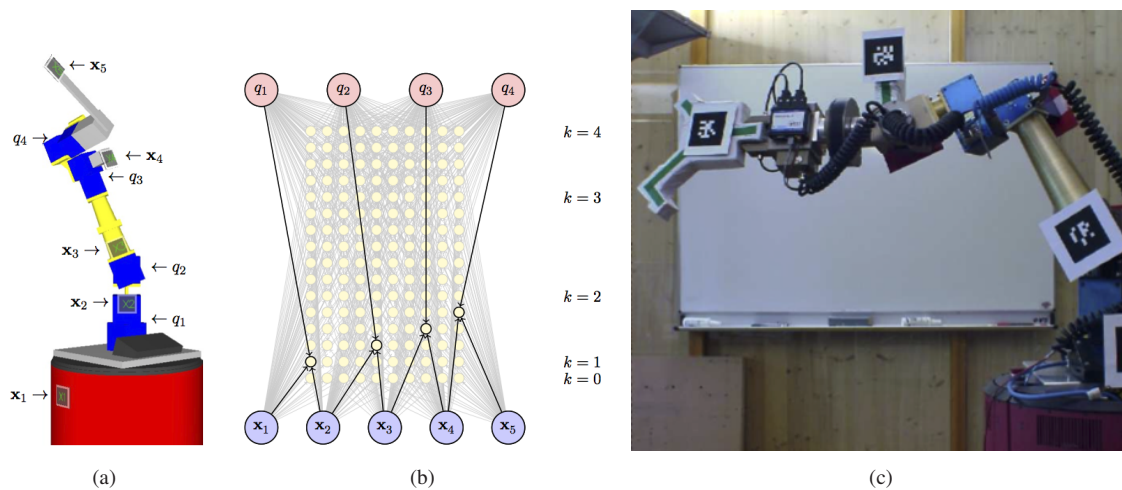 ← x₅
q₄ →
← x₄
← q₃
x₃ →
← q₂
x₂ →
← q₁
x₁ →
(a)
q₁ q₂ q₃ q₄
k = 4
k = 3
k = 2
k = 1
k = 0
x₁ x₂ x₃ x₄ x₅
(b)
(c)